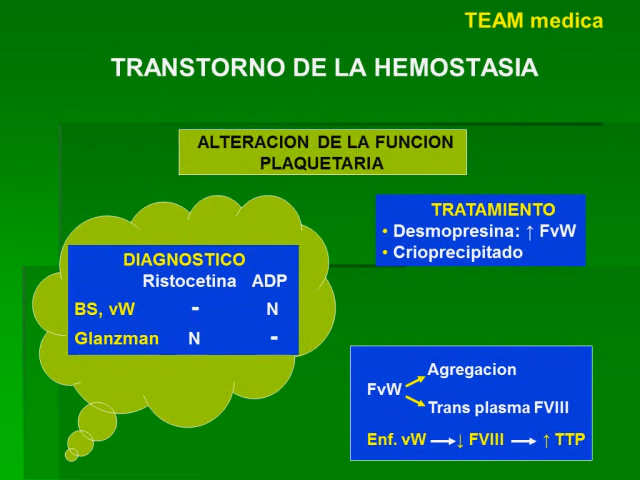 TEAM medica
TRANSTORNO DE LA HEMOSTASIA
ALTERACION DE LA FUNCION
PLAQUETARIA
DIAGNOSTICO
Ristocetina ADP
BS, vW - N
Glanzman N -
TRATAMIENTO
• Desmopresina: ↑ FvW
• Crioprecipitado
Agregacion
FvW
Trans plasma FVIII
Enf. vW → ↓ FVIII → ↑ TTP